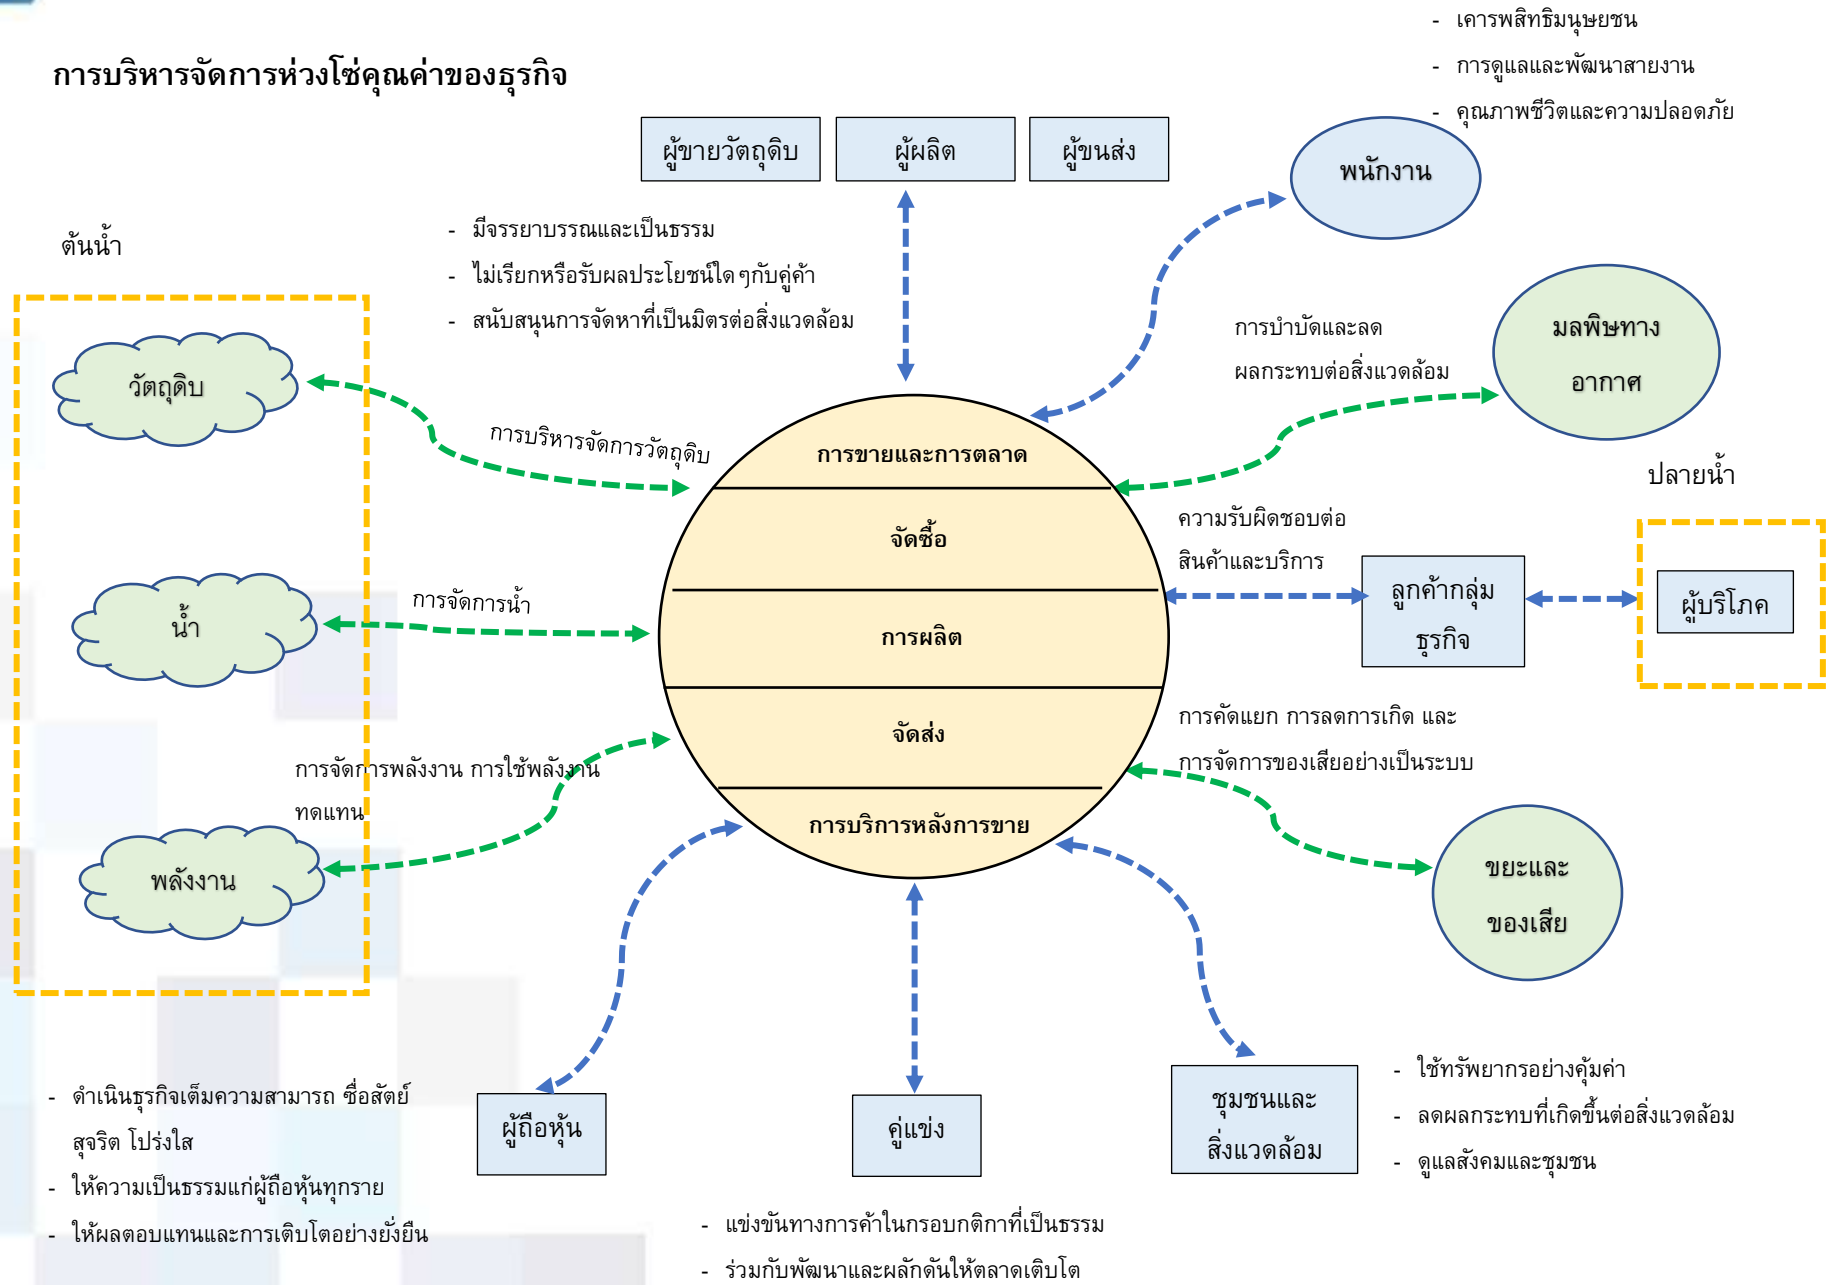 - เคารพสิทธิมนุษยชน
- การดูแลและพัฒนาสายงาน
- คุณภาพชีวิตและความปลอดภัย
การบริหารจัดการห่วงโซ่คุณค่าของธุรกิจ
ผู้ขายวัตถุดิบ
ผู้ผลิต
ผู้ขนส่ง
พนักงาน
ต้นน้ำ
- มีจรรยาบรรณและเป็นธรรม
- ไม่เรียกหรือรับผลประโยชน์ใดๆกับคู่ค้า
- สนับสนุนการจัดหาที่เป็นมิตรต่อสิ่งแวดล้อม
การบำบัดและลด
ผลกระทบต่อสิ่งแวดล้อม
มลพิษทาง
อากาศ
วัตถุดิบ
การบริหารจัดการวัตถุดิบ
การขายและการตลาด
ปลายน้ำ
จัดซื้อ
ความรับผิดชอบต่อ
สินค้าและบริการ
ลูกค้ากลุ่ม
ธุรกิจ
ผู้บริโภค
น้ำ
การจัดการน้ำ
การผลิต
จัดส่ง
การคัดแยก การลดการเกิด และ
การจัดการของเสียอย่างเป็นระบบ
การจัดการพลังงาน การใช้พลังงาน
ทดแทน
การบริการหลังการขาย
พลังงาน
ขยะและ
ของเสีย
- ดำเนินธุรกิจเต็มความสามารถ ซื่อสัตย์
สุจริต โปร่งใส
- ให้ความเป็นธรรมแก่ผู้ถือหุ้นทุกราย
- ให้ผลตอบแทนและการเติบโตอย่างยั่งยืน
ผู้ถือหุ้น
คู่แข่ง
ชุมชนและ
สิ่งแวดล้อม
- ใช้ทรัพยากรอย่างคุ้มค่า
- ลดผลกระทบที่เกิดขึ้นต่อสิ่งแวดล้อม
- ดูแลสังคมและชุมชน
- แข่งขันทางการค้าในกรอบกติกาที่เป็นธรรม
- ร่วมกับพัฒนาและผลักดันให้ตลาดเติบโต